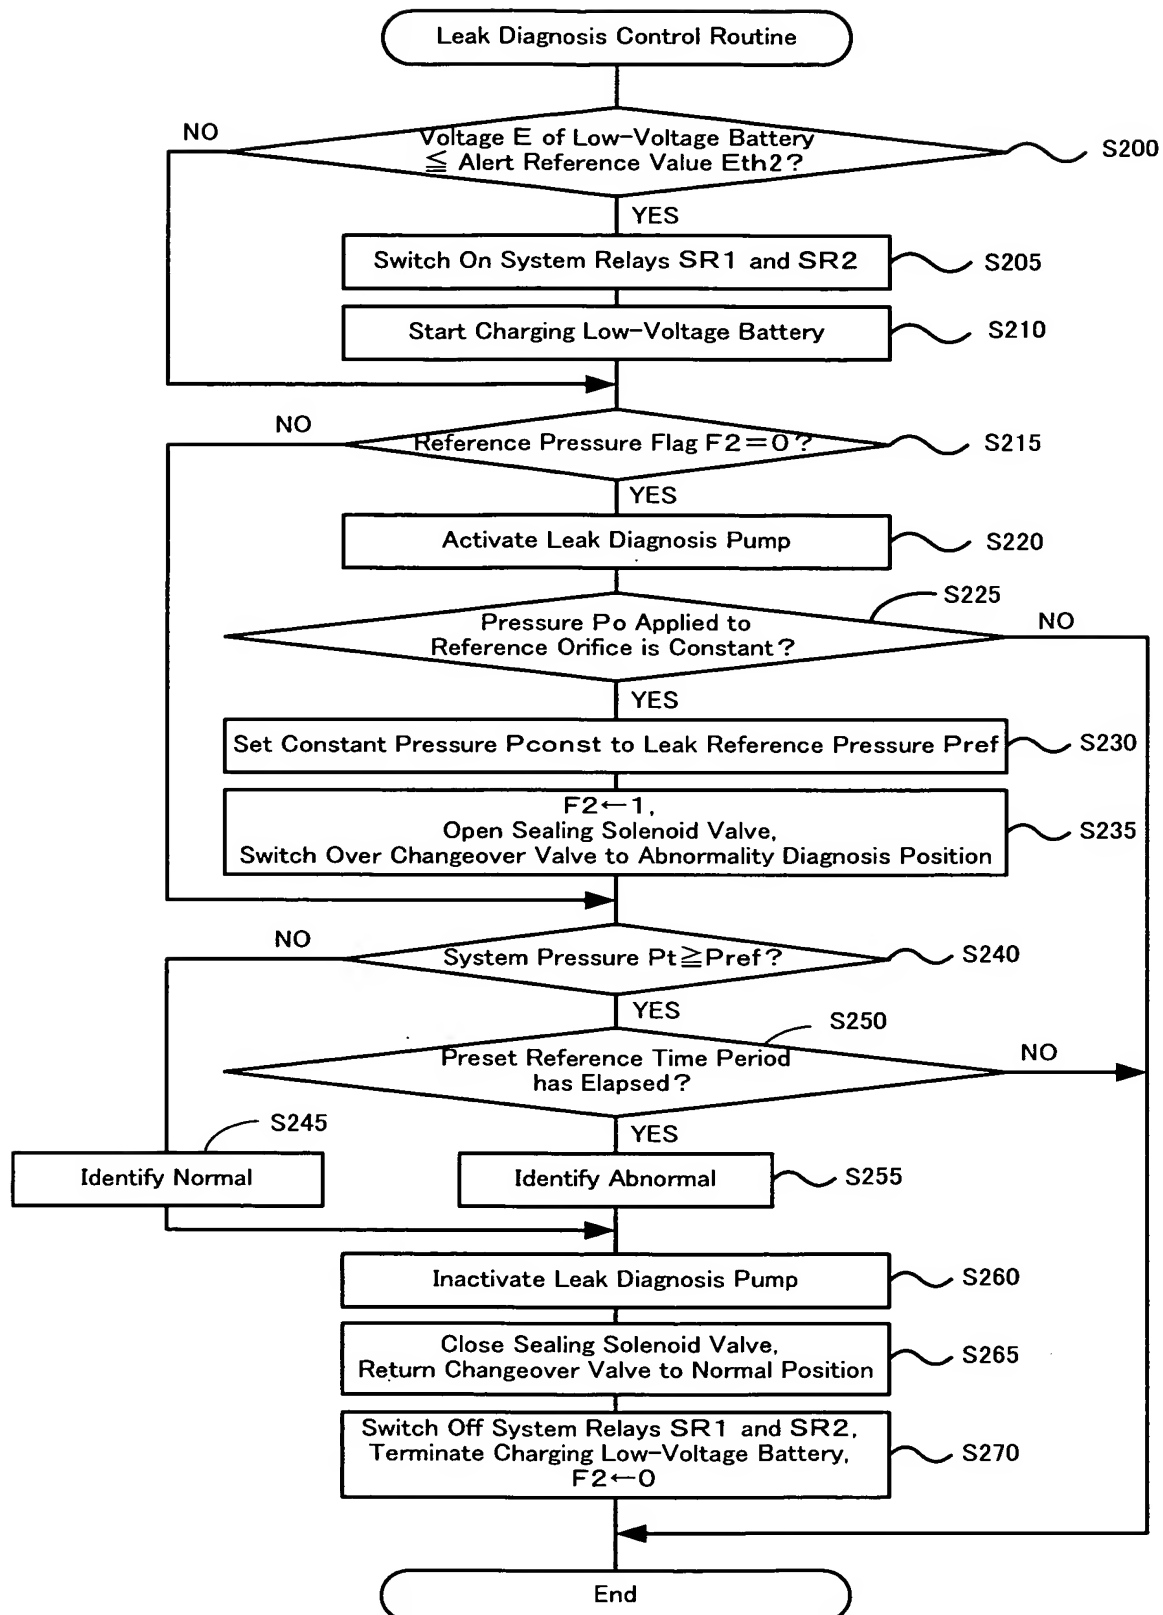 Leak Diagnosis Control Routine
NO
Voltage E of Low-Voltage Battery
≦ Alert Reference Value Eth2?
S200
YES
Switch On System Relays SR1 and SR2
S205
Start Charging Low-Voltage Battery
S210
NO
Reference Pressure Flag F2=0?
S215
YES
Activate Leak Diagnosis Pump
S220
S225
Pressure Po Applied to
Reference Orifice is Constant?
NO
YES
Set Constant Pressure Pconst to Leak Reference Pressure Pref
S230
F2←1,
Open Sealing Solenoid Valve,
Switch Over Changeover Valve to Abnormality Diagnosis Position
S235
NO
System Pressure Pt≧Pref?
S240
YES
S250
Preset Reference Time Period
has Elapsed?
NO
S245
YES
Identify Normal
Identify Abnormal
S255
Inactivate Leak Diagnosis Pump
S260
Close Sealing Solenoid Valve,
Return Changeover Valve to Normal Position
S265
Switch Off System Relays SR1 and SR2,
Terminate Charging Low-Voltage Battery,
F2←0
S270
End